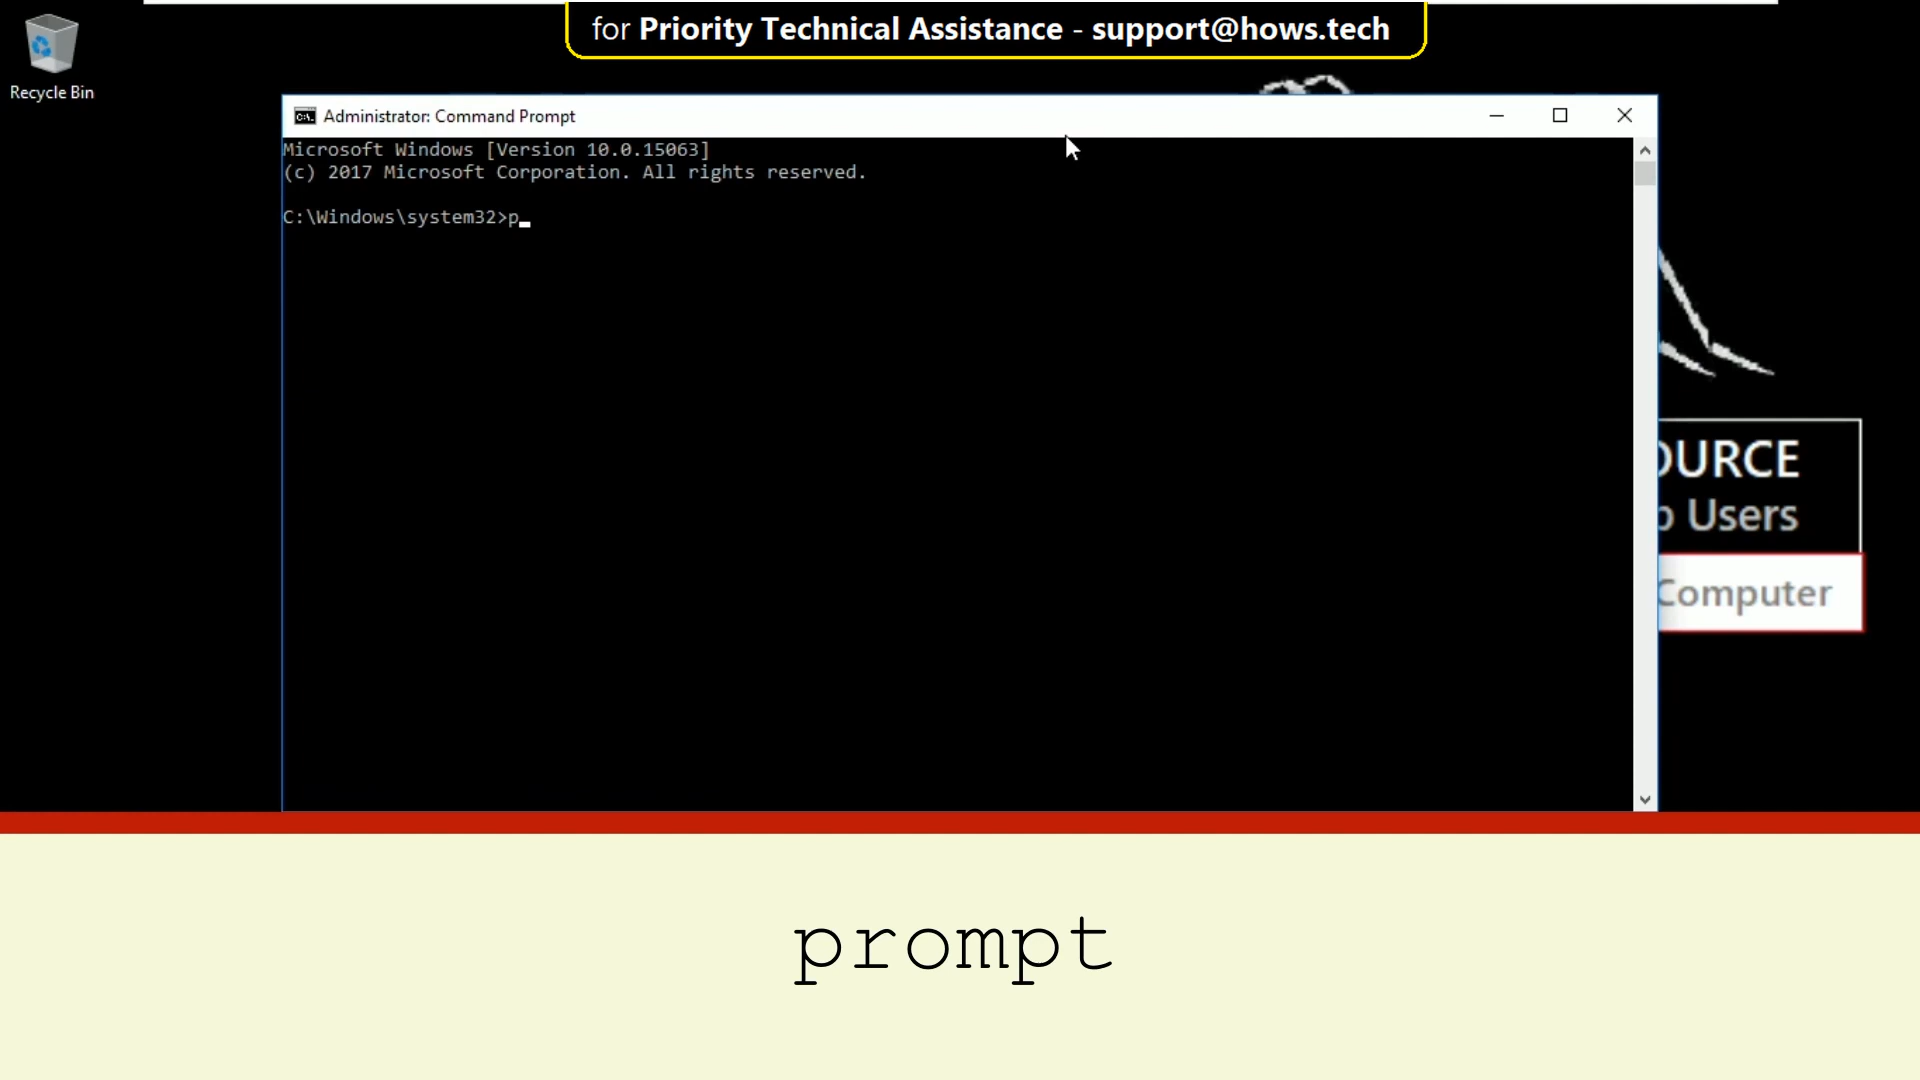 for Priority Technical Assistance - support@hows.tech
Recycle Bin
Administrator: Command Prompt
Microsoft Windows [Version 10.0.15063]
(c) 2017 Microsoft Corporation. All rights reserved.
C:\Windows\system32>p
OURCE
p Users
Computer
prompt